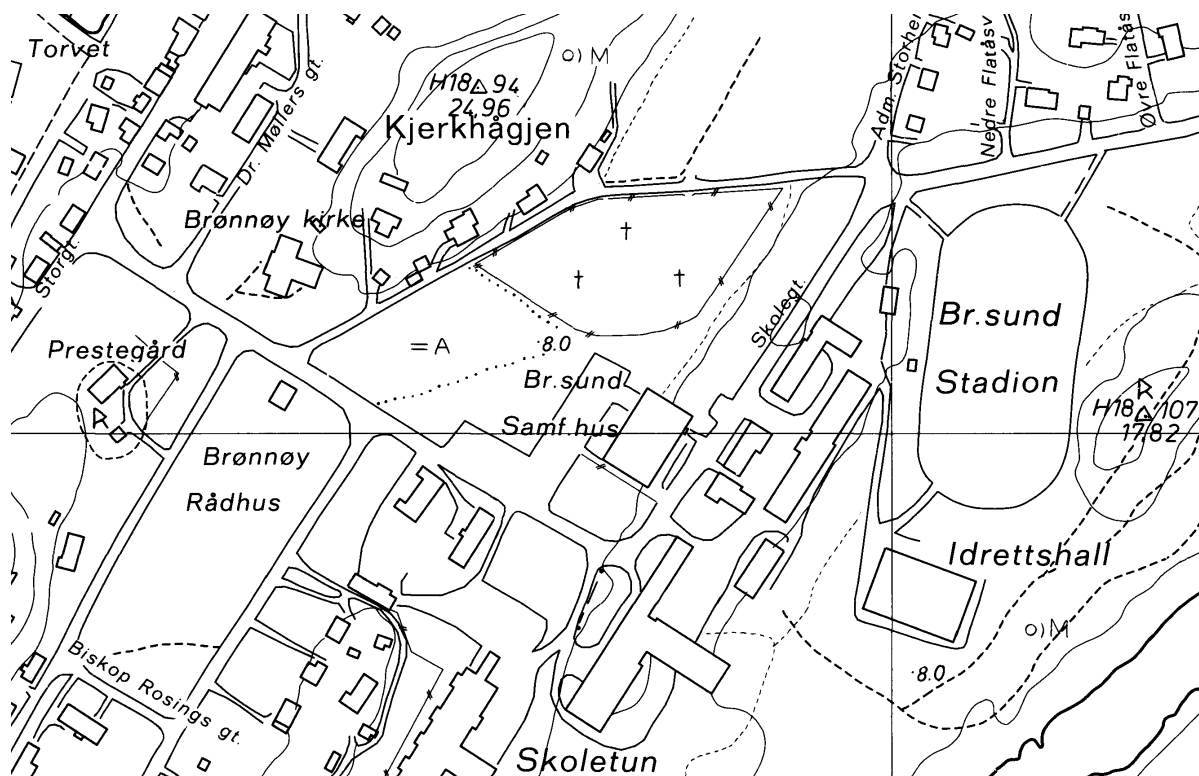 Torvet
H18 94
24,96
M
Kjerkhågjen
Dr. Møllers gt.
Adm. Storhei
Nedre Flatåsv
Øvre Flatås
Brønnøy kirke
Storgt.
Skolegt.
Prestegård
= A
8.0
Br.sund
Samf.hus
Br.sund
Stadion
H18 107
17,82
Brønnøy
Rådhus
Idrettshall
M
8.0
Biskop Rosings gt.
Skoletun